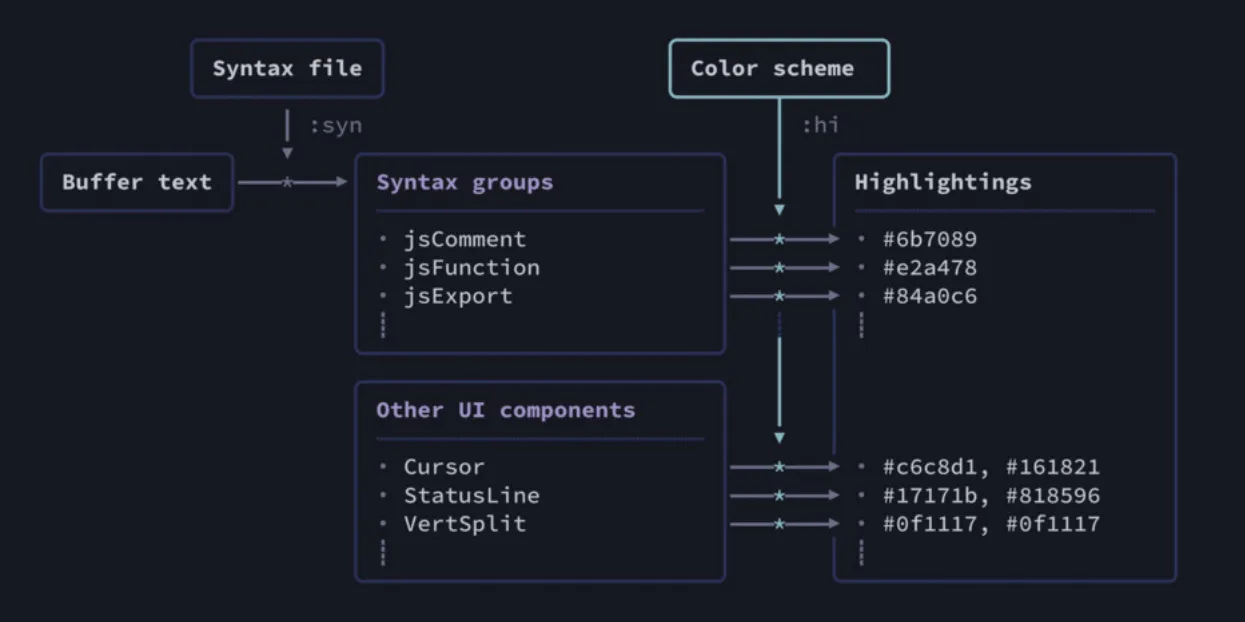 Syntax file
Color scheme
:syn
:hi
Buffer text
*
Syntax groups
Highlightings
• jsComment * • #6b7089
• jsFunction * • #e2a478
• jsExport * • #84a0c6
Other UI components
• Cursor * • #c6c8d1, #161821
• StatusLine * • #17171b, #818596
• VertSplit * • #0f1117, #0f1117